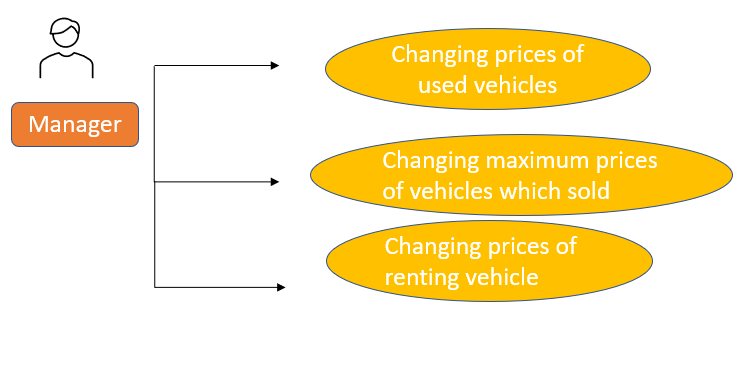 Manager
Changing prices of
used vehicles
Changing maximum prices
of vehicles which sold
Changing prices of
renting vehicle